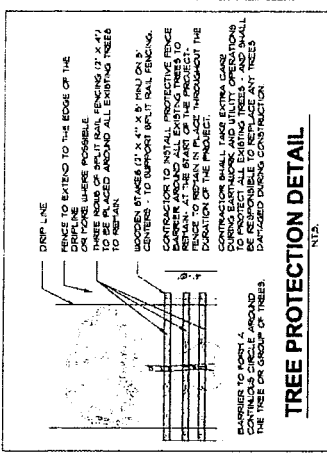 DRIP LINE
FENCE TO EXTEND TO THE EDGE OF THE
DRIPLINE
OR MORE WHERE POSSIBLE.
THREE ROWS OF SPLIT RAIL FENCING (2" X 4")
TO BE PLACED AROUND ALL EXISTING TREES
TO REMAIN.
WOODEN STAKES (2" X 4" X 8' MIN.) ON 5'
CENTERS - TO SUPPORT SPLIT RAIL FENCING.
CONTRACTOR TO INSTALL PROTECTIVE FENCE
BARRIER AROUND ALL EXISTING TREES TO
REMAIN, AT THE START OF THE PROJECT.
FENCE TO REMAIN IN PLACE THROUGHOUT THE
DURATION OF THE PROJECT.
CONTRACTOR SHALL TAKE EXTRA CARE
DURING EARTHWORK AND UTILITY OPERATIONS
TO PROTECT ALL EXISTING TREES - AND SHALL
BE RESPONSIBLE TO REPLACE ANY TREES
DAMAGED DURING CONSTRUCTION
BARRIER TO FORM A
CONTINUOUS CIRCLE AROUND
THE TREE OR GROUP OF TREES.
TREE PROTECTION DETAIL
N.T.S.